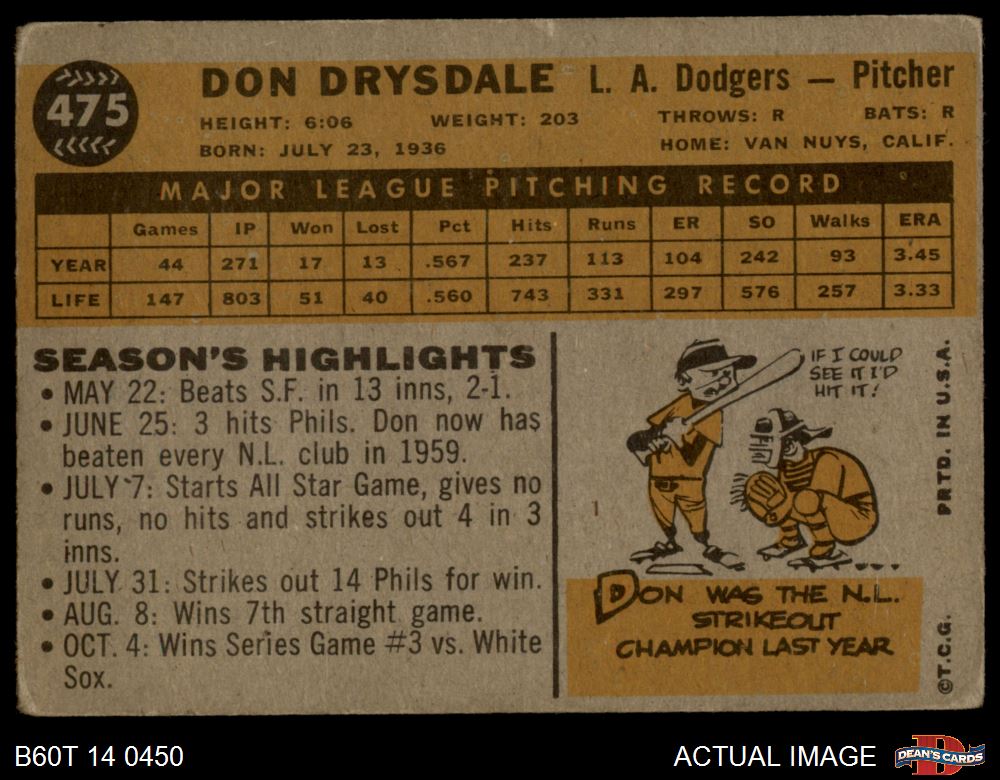 475
DON DRYSDALE L. A. Dodgers — Pitcher
HEIGHT: 6:06 WEIGHT: 203 THROWS: R BATS: R
BORN: JULY 23, 1936 HOME: VAN NUYS, CALIF.
MAJOR LEAGUE PITCHING RECORD
Games IP Won Lost Pct Hits Runs ER SO Walks ERA
YEAR 44 271 17 13 .567 237 113 104 242 93 3.45
LIFE 147 803 51 40 .560 743 331 297 576 257 3.33
SEASON'S HIGHLIGHTS
• MAY 22: Beats S.F. in 13 inns, 2-1.
• JUNE 25: 3 hits Phils. Don now has
beaten every N.L. club in 1959.
• JULY 7: Starts All Star Game, gives no
runs, no hits and strikes out 4 in 3
inns.
• JULY 31: Strikes out 14 Phils for win.
• AUG. 8: Wins 7th straight game.
• OCT. 4: Wins Series Game #3 vs. White
Sox.
IF I COULD
SEE IT I'D
HIT IT!
DON WAS THE N.L.
STRIKEOUT
CHAMPION LAST YEAR
©T.C.G. PRTD. IN U.S.A.
B60T 14 0450 ACTUAL IMAGE
D
DEAN'S CARDS